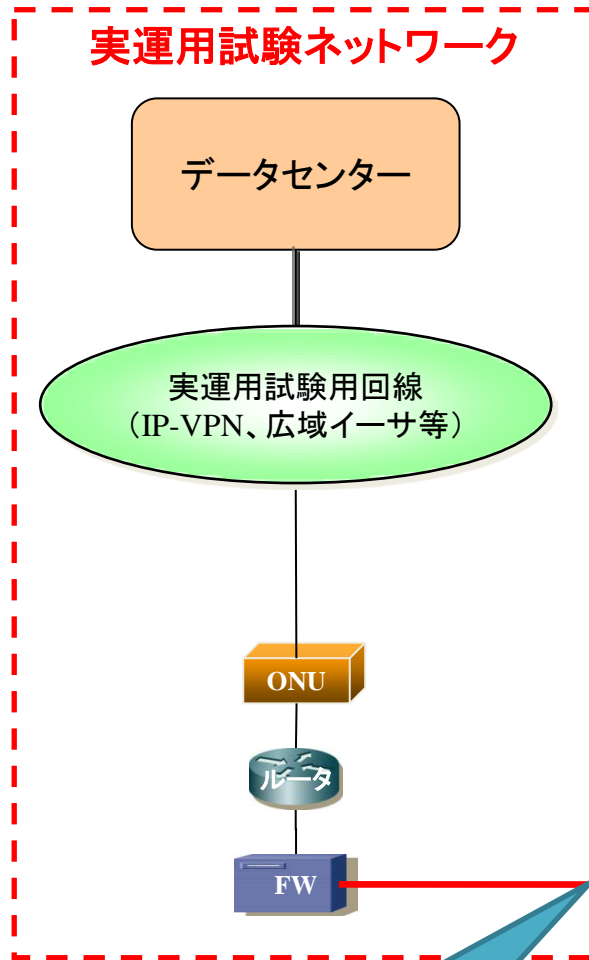 実運用試験ネットワーク
データセンター
実運用試験用回線
（IP-VPN、広域イーサ等）
ONU
ルータ
FW